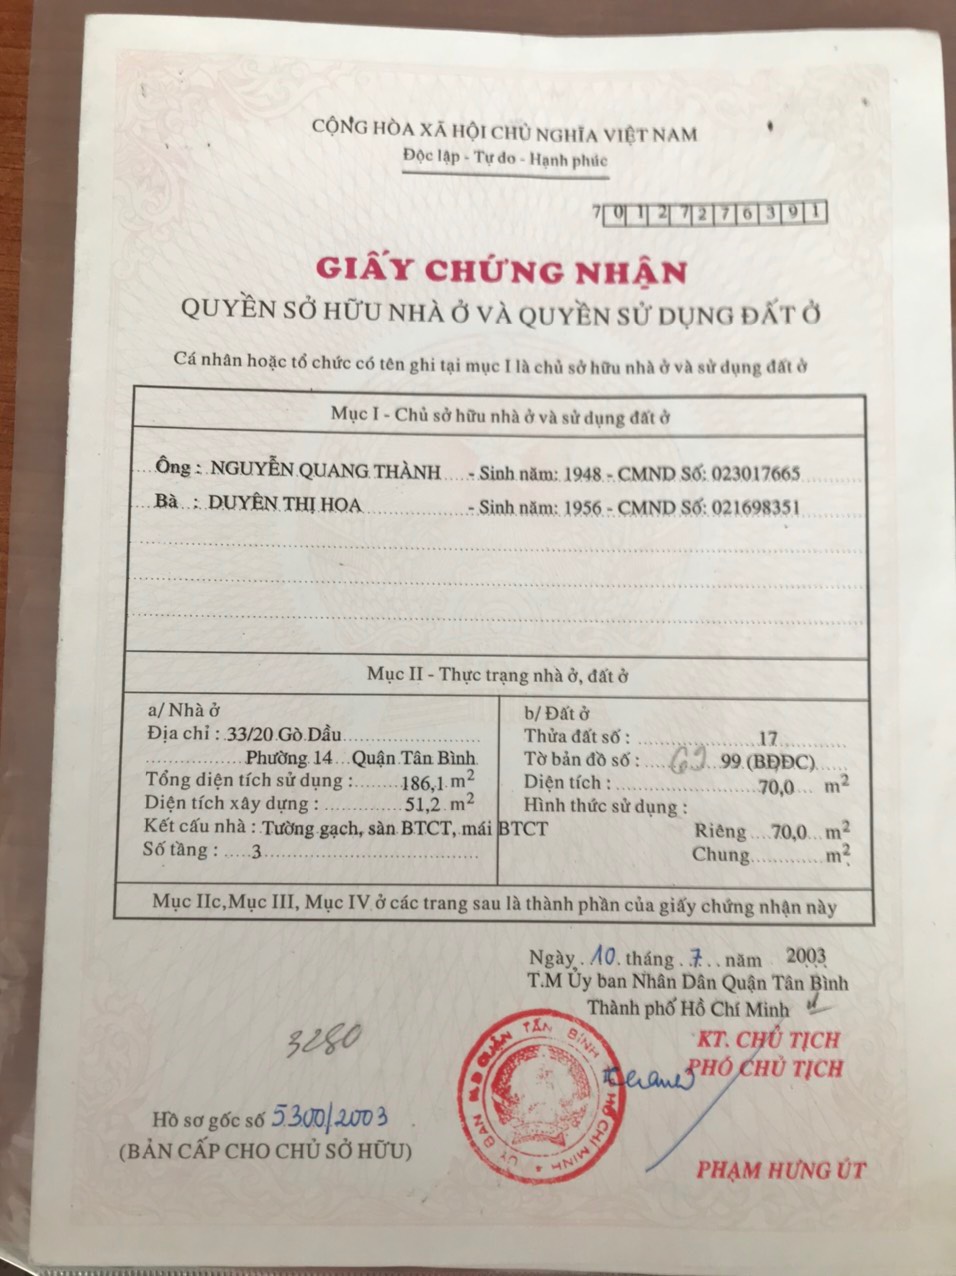 CỘNG HÒA XÃ HỘI CHỦ NGHĨA VIỆT NAM
Độc lập - Tự do - Hạnh phúc
7 0 1 2 7 2 7 6 3 9 1
GIẤY CHỨNG NHẬN
QUYỀN SỞ HỮU NHÀ Ở VÀ QUYỀN SỬ DỤNG ĐẤT Ở
Cá nhân hoặc tổ chức có tên ghi tại mục I là chủ sở hữu nhà ở và sử dụng đất ở
Mục I - Chủ sở hữu nhà ở và sử dụng đất ở
Ông : NGUYỄN QUANG THÀNH - Sinh năm: 1948 - CMND Số: 023017665
Bà : DUYÊN THỊ HOA - Sinh năm: 1956 - CMND Số: 021698351
Mục II - Thực trạng nhà ở, đất ở
a/ Nhà ở
Địa chỉ : 33/20 Gò Dầu
Phường 14 Quận Tân Bình
Tổng diện tích sử dụng : 186,1 m²
Diện tích xây dựng : 51,2 m²
Kết cấu nhà : Tường gạch, sàn BTCT, mái BTCT
Số tầng : 3
b/ Đất ở
Thửa đất số : 17
Tờ bản đồ số : 99 (BĐĐC)
Diện tích : 70,0 m²
Hình thức sử dụng :
Riêng 70,0 m²
Chung m²
Mục IIc, Mục III, Mục IV ở các trang sau là thành phần của giấy chứng nhận này
Ngày 10 tháng 7 năm 2003
T.M Ủy ban Nhân Dân Quận Tân Bình
Thành phố Hồ Chí Minh
KT. CHỦ TỊCH
PHÓ CHỦ TỊCH
3280
ỦY BAN N.D QUẬN TÂN BÌNH
HỒ CHÍ MINH
Hồ sơ gốc số 5300/2003
(BẢN CẤP CHO CHỦ SỞ HỮU)
PHẠM HƯNG ÚT